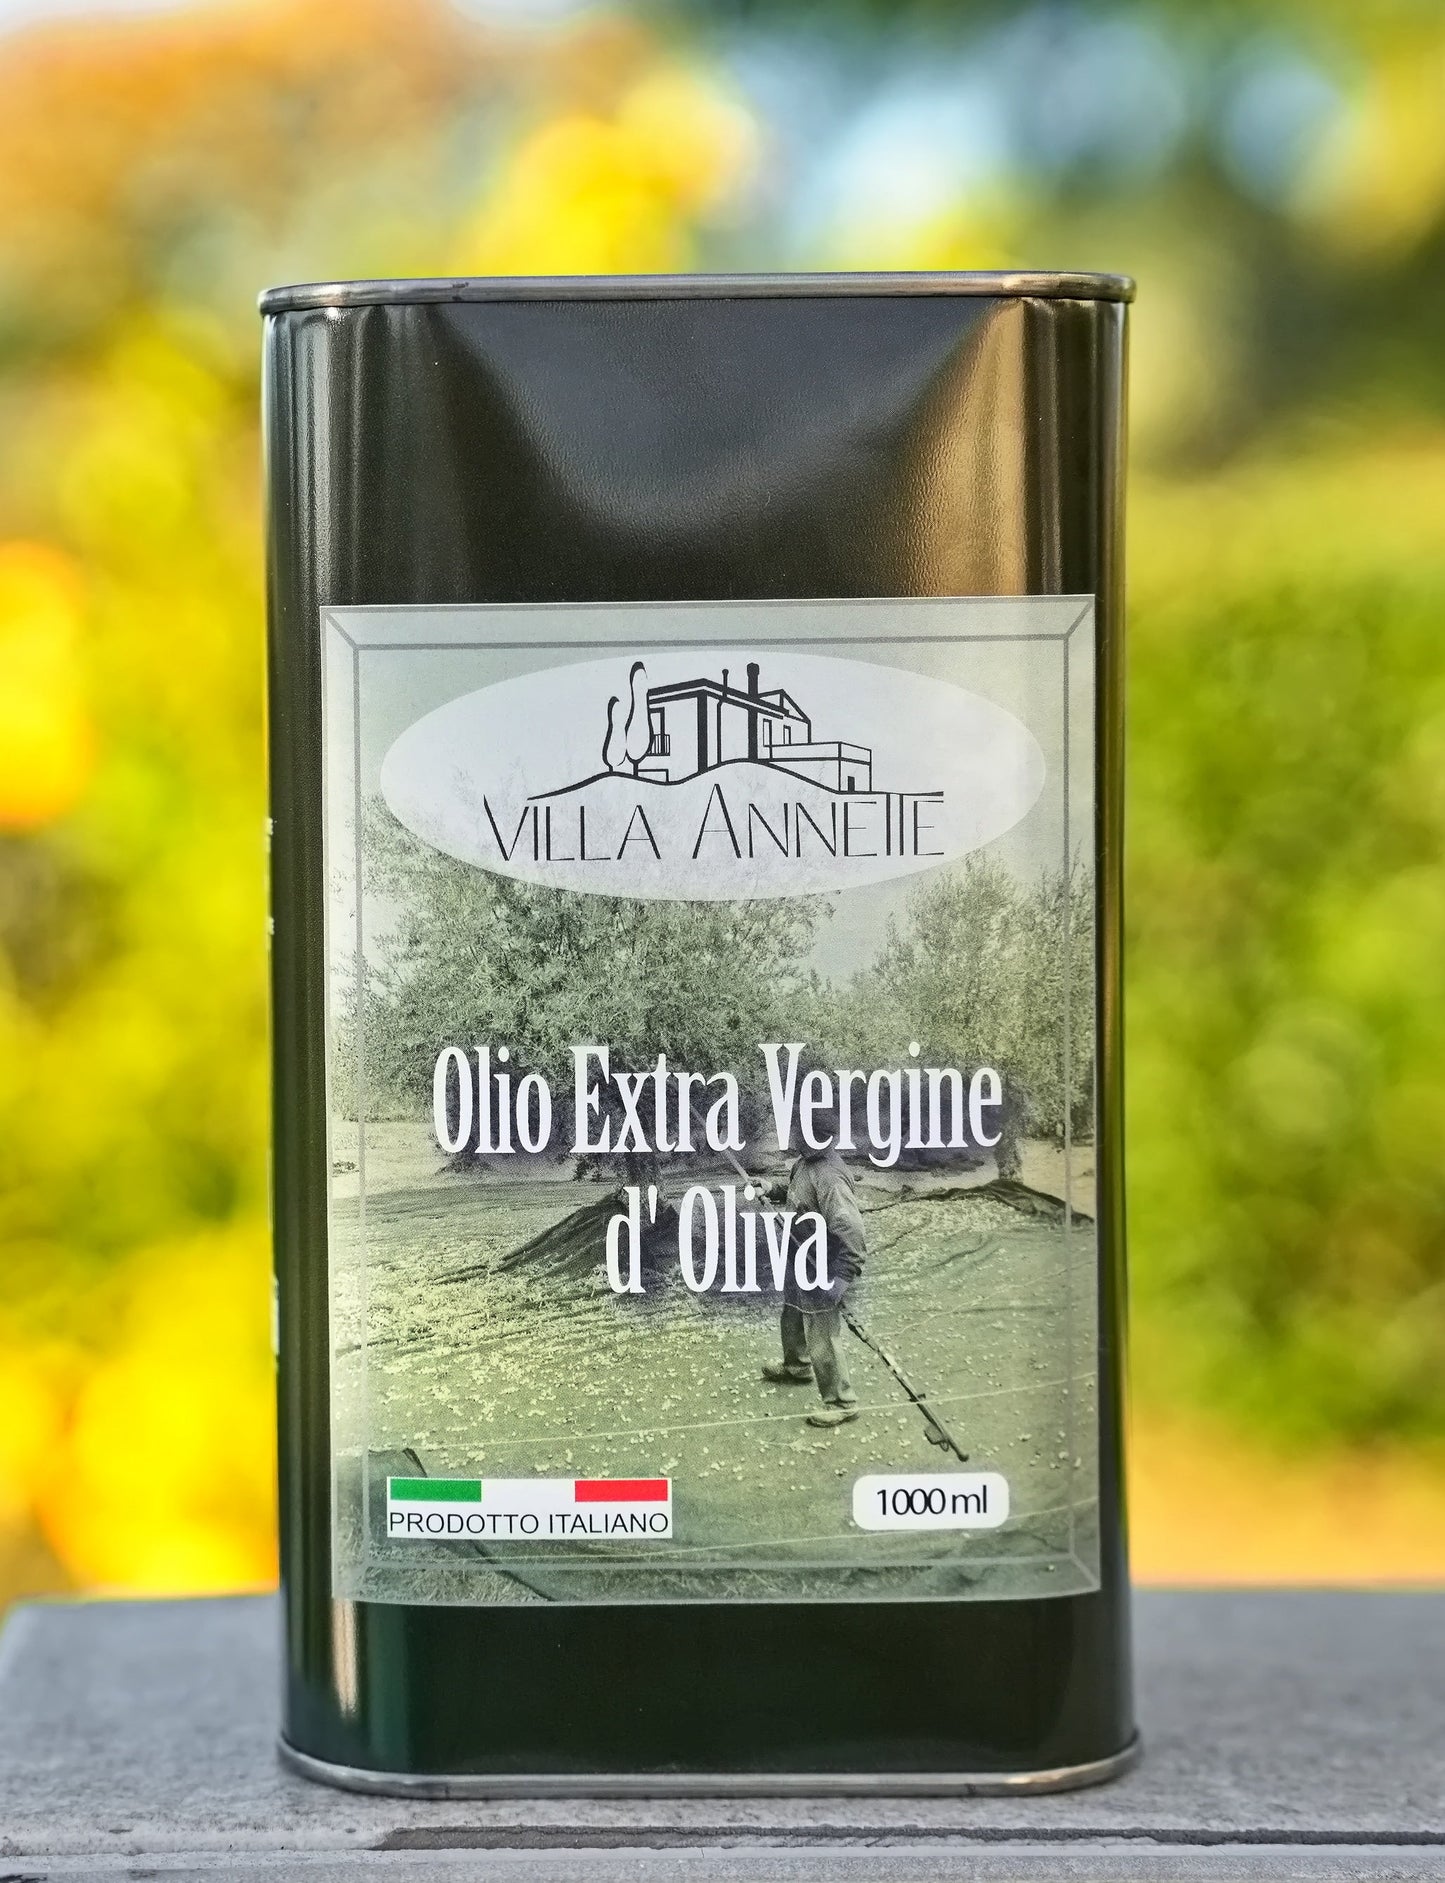 VILLA ANNETTE
Olio Extra Vergine
d' Oliva
PRODOTTO ITALIANO
1000 ml